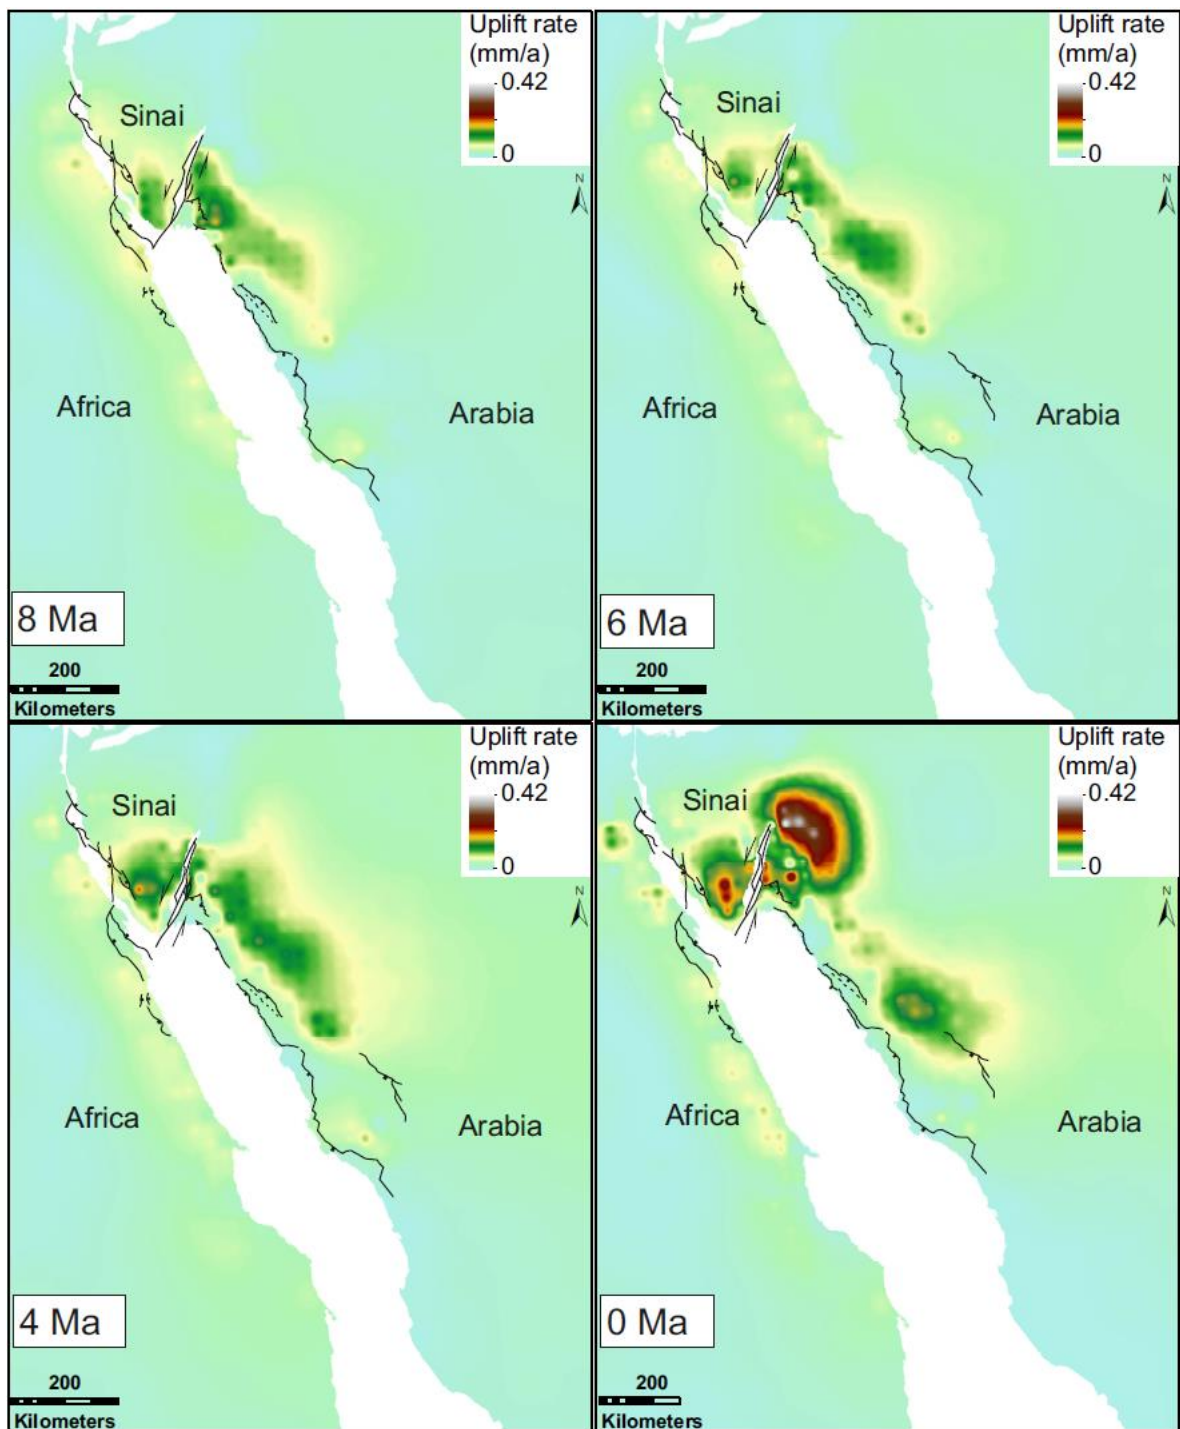 Uplift rate
(mm/a)
0.42
0
Sinai
N
Africa
Arabia
8 Ma
200
Kilometers
Uplift rate
(mm/a)
0.42
0
Sinai
N
Africa
Arabia
6 Ma
200
Kilometers
Uplift rate
(mm/a)
0.42
0
Sinai
N
Africa
Arabia
4 Ma
200
Kilometers
Uplift rate
(mm/a)
0.42
0
Sinai
N
Africa
Arabia
0 Ma
200
Kilometers